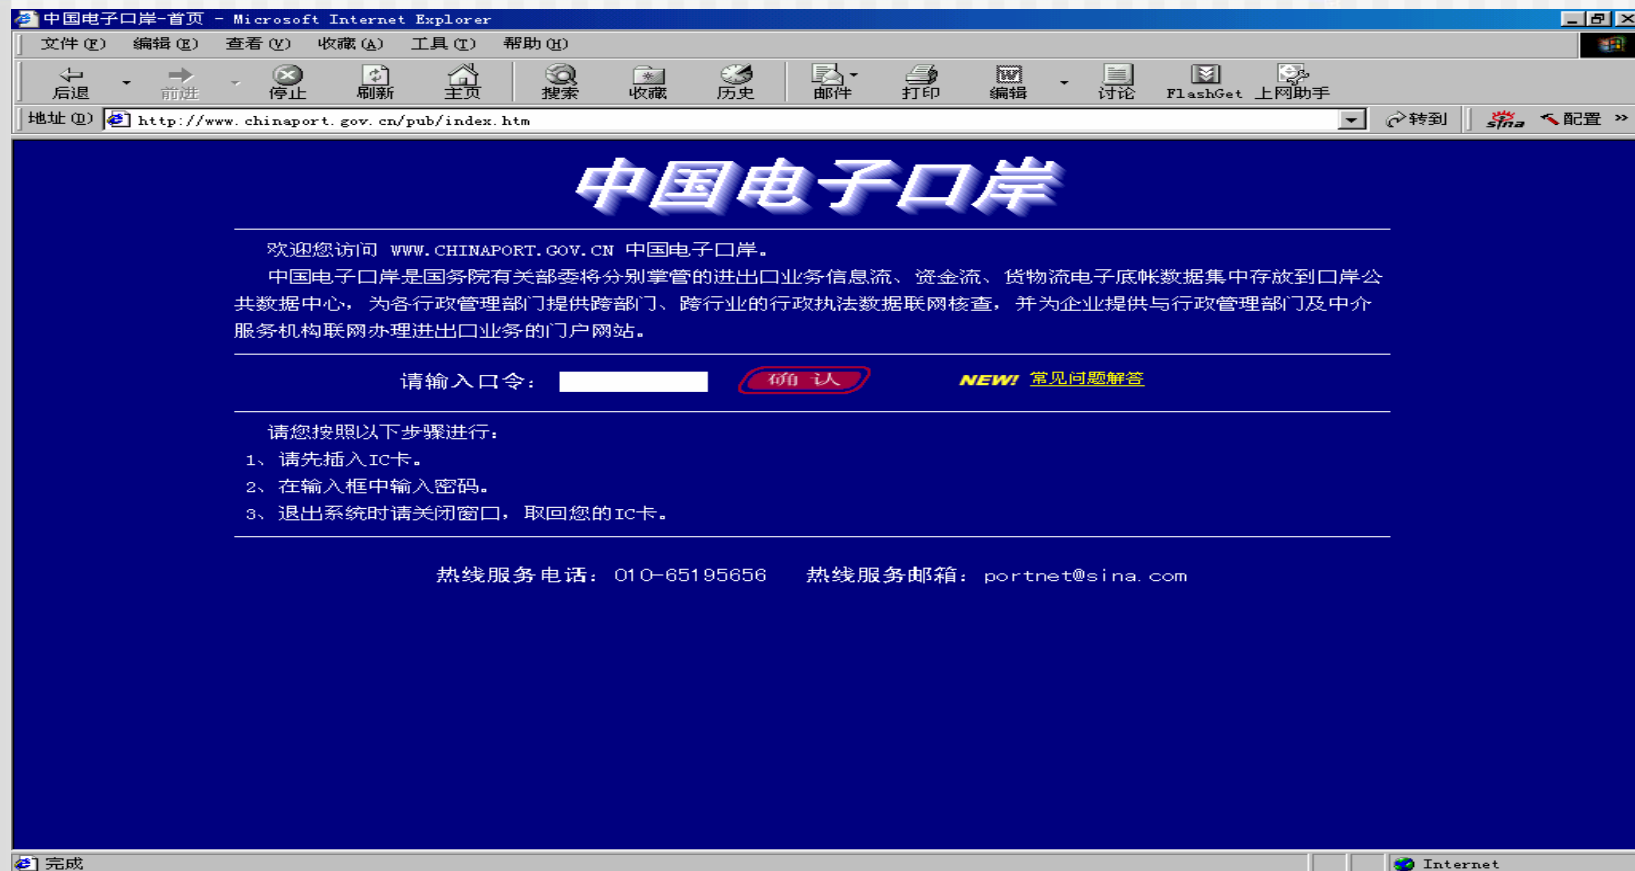 中国电子口岸-首页 - Microsoft Internet Explorer
文件(F) 编辑(E) 查看(V) 收藏(A) 工具(T) 帮助(H)
后退 前进 停止 刷新 主页 搜索 收藏 历史 邮件 打印 编辑 讨论 FlashGet 上网助手
地址(D) http://www.chinaport.gov.cn/pub/index.htm 转到 sina 配置 »
中国电子口岸
欢迎您访问 WWW.CHINAPORT.GOV.CN 中国电子口岸。
中国电子口岸是国务院有关部委将分别掌管的进出口业务信息流、资金流、货物流电子底帐数据集中存放到口岸公
共数据中心，为各行政管理部门提供跨部门、跨行业的行政执法数据联网核查，并为企业提供与行政管理部门及中介
服务机构联网办理进出口业务的门户网站。
请输入口令： 确 认 NEW! 常见问题解答
请您按照以下步骤进行：
1、请先插入IC卡。
2、在输入框中输入密码。
3、退出系统时请关闭窗口，取回您的IC卡。
热线服务电话：010-65195656 热线服务邮箱：portnet@sina.com
完成 Internet